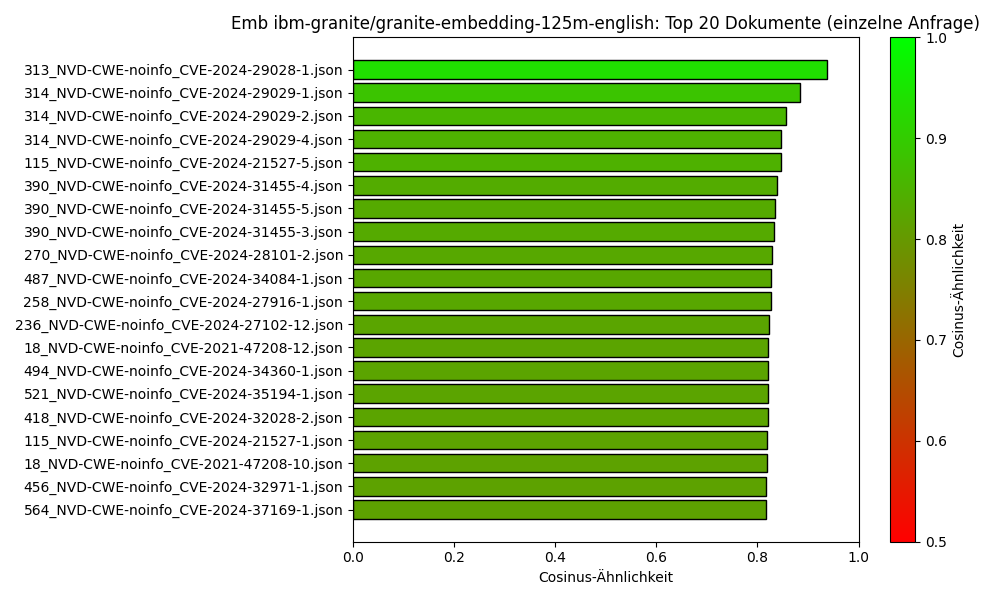 Emb ibm-granite/granite-embedding-125m-english: Top 20 Dokumente (einzelne Anfrage)
313_NVD-CWE-noinfo_CVE-2024-29028-1.json
314_NVD-CWE-noinfo_CVE-2024-29029-1.json
314_NVD-CWE-noinfo_CVE-2024-29029-2.json
314_NVD-CWE-noinfo_CVE-2024-29029-4.json
115_NVD-CWE-noinfo_CVE-2024-21527-5.json
390_NVD-CWE-noinfo_CVE-2024-31455-4.json
390_NVD-CWE-noinfo_CVE-2024-31455-5.json
390_NVD-CWE-noinfo_CVE-2024-31455-3.json
270_NVD-CWE-noinfo_CVE-2024-28101-2.json
487_NVD-CWE-noinfo_CVE-2024-34084-1.json
258_NVD-CWE-noinfo_CVE-2024-27916-1.json
236_NVD-CWE-noinfo_CVE-2024-27102-12.json
18_NVD-CWE-noinfo_CVE-2021-47208-12.json
494_NVD-CWE-noinfo_CVE-2024-34360-1.json
521_NVD-CWE-noinfo_CVE-2024-35194-1.json
418_NVD-CWE-noinfo_CVE-2024-32028-2.json
115_NVD-CWE-noinfo_CVE-2024-21527-1.json
18_NVD-CWE-noinfo_CVE-2021-47208-10.json
456_NVD-CWE-noinfo_CVE-2024-32971-1.json
564_NVD-CWE-noinfo_CVE-2024-37169-1.json
0.0 0.2 0.4 0.6 0.8 1.0
Cosinus-Ähnlichkeit
1.0
0.9
0.8
0.7
0.6
0.5
Cosinus-Ähnlichkeit